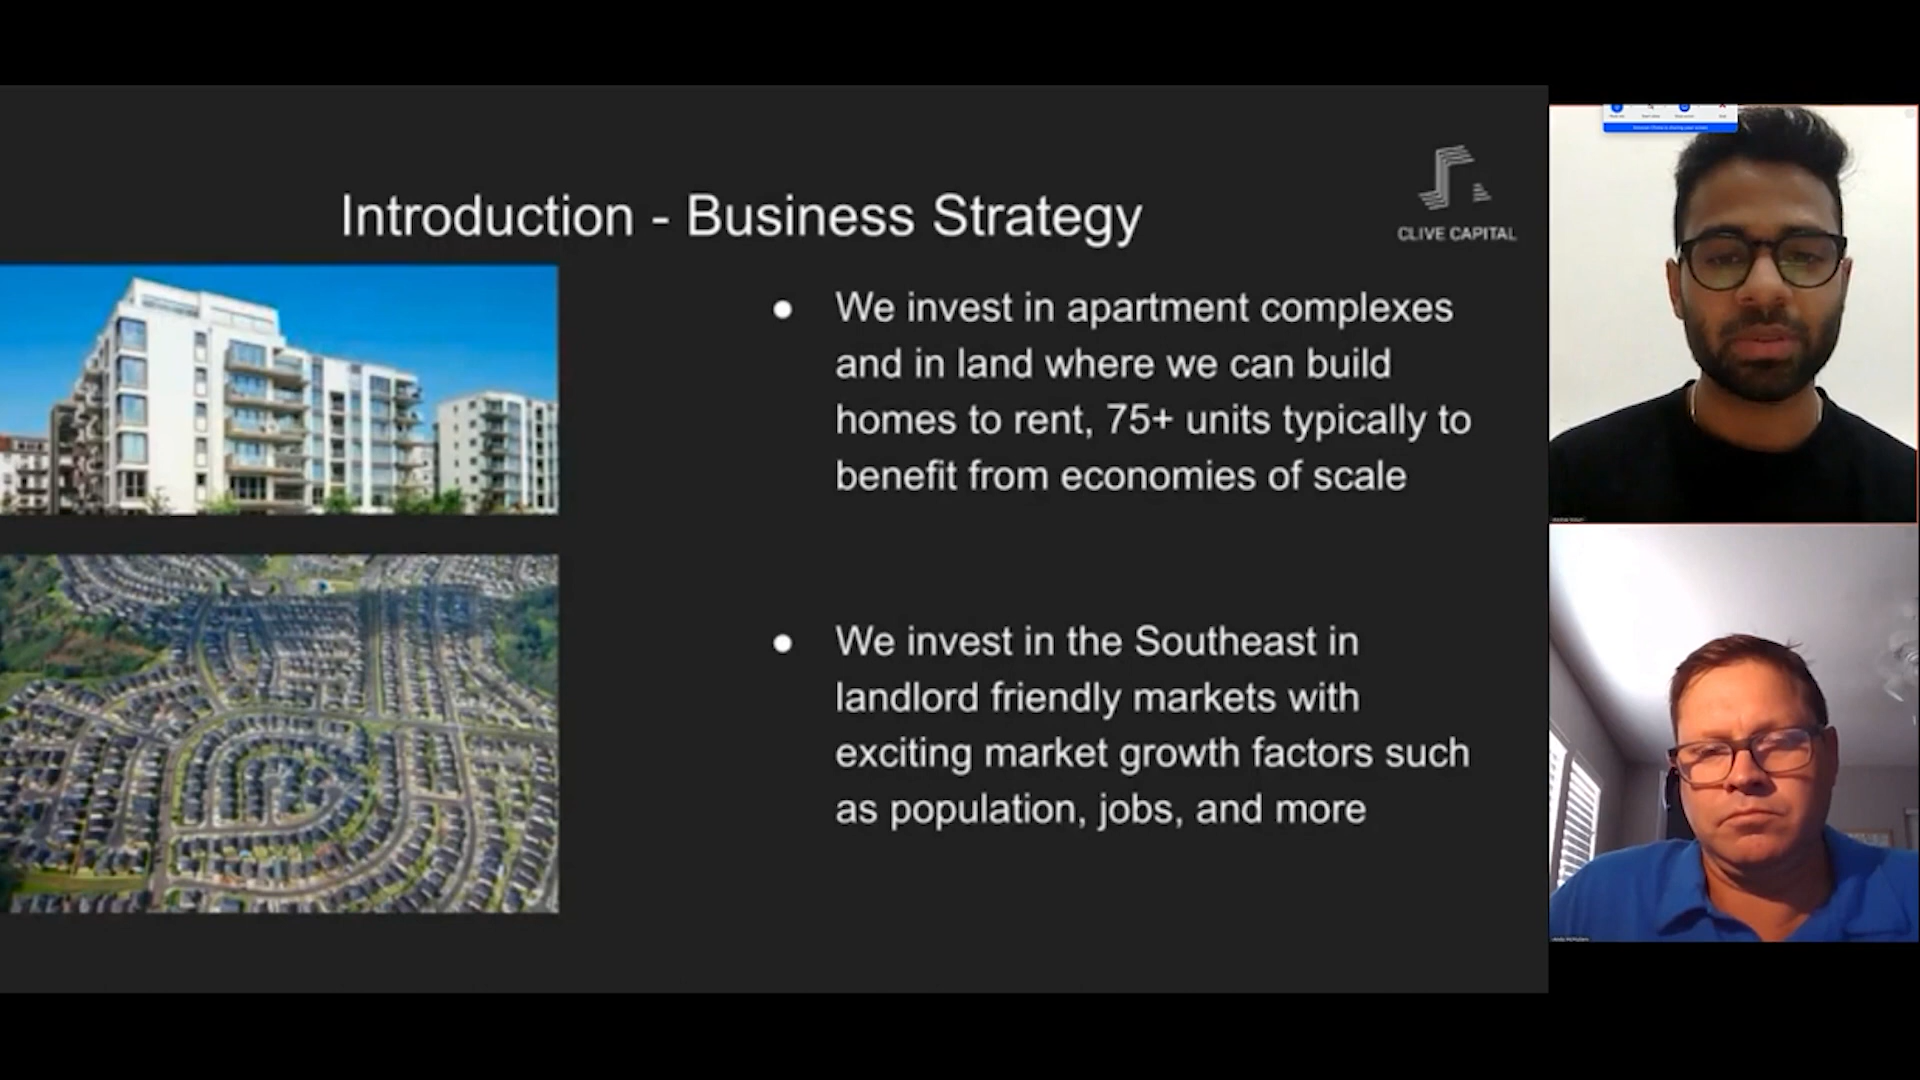 Introduction - Business Strategy
CLIVE CAPITAL
● We invest in apartment complexes
and in land where we can build
homes to rent, 75+ units typically to
benefit from economies of scale
● We invest in the Southeast in
landlord friendly markets with
exciting market growth factors such
as population, jobs, and more